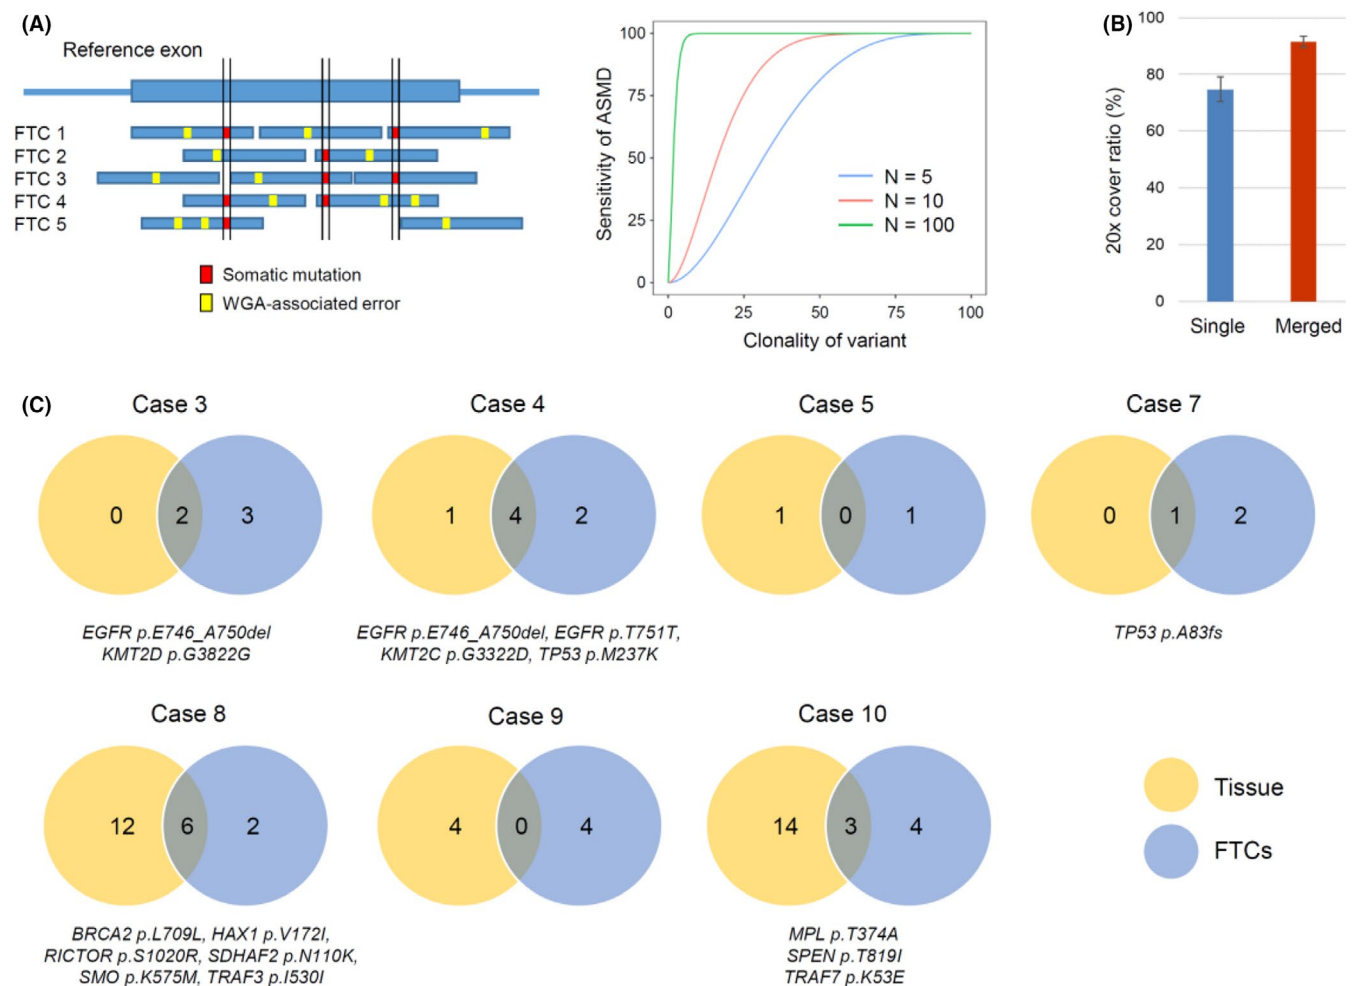 (A)
Reference exon
FTC 1
FTC 2
FTC 3
FTC 4
FTC 5
Somatic mutation
WGA-associated error
Sensitivity of ASMD
100
75
50
25
0
N = 5
N = 10
N = 100
0 25 50 75 100
Clonality of variant
(B)
20x cover ratio (%)
100
80
60
40
20
0
Single Merged
(C)
Case 3
0 2 3
EGFR p.E746_A750del
KMT2D p.G3822G
Case 4
1 4 2
EGFR p.E746_A750del, EGFR p.T751T,
KMT2C p.G3322D, TP53 p.M237K
Case 5
1 0 1
Case 7
0 1 2
TP53 p.A83fs
Case 8
12 6 2
BRCA2 p.L709L, HAX1 p.V172I,
RICTOR p.S1020R, SDHAF2 p.N110K,
SMO p.K575M, TRAF3 p.I530I
Case 9
4 0 4
Case 10
14 3 4
MPL p.T374A
SPEN p.T819I
TRAF7 p.K53E
Tissue
FTCs